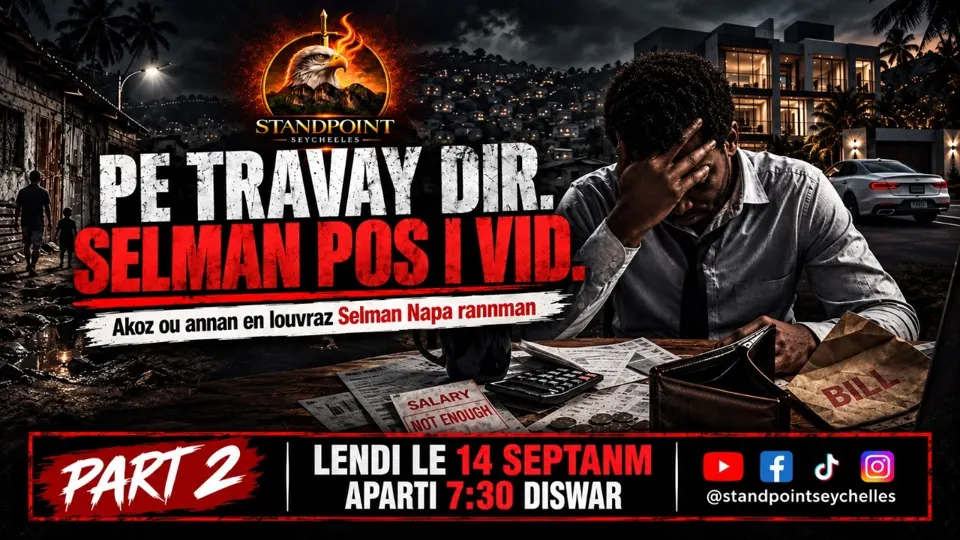 STANDPOINT
SEYCHELLES
PE TRAVAY DIR.
SELMAN POS I VID.
Akoz ou annan en louvraz Selman Napa rannman
SALARY
NOT ENOUGH
BILL
PART 2
LENDI LE 14 SEPTANM
APARTI 7:30 DISWAR
@standpointseychelles